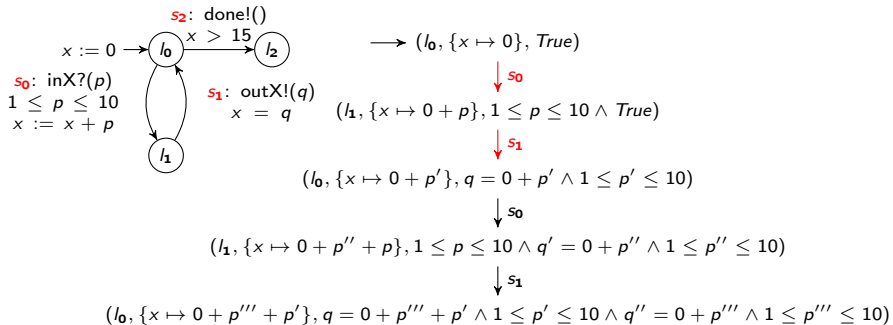 s₂: done!()
x > 15
x := 0
l₀
l₂
s₀: inX?(p)
1 ≤ p ≤ 10
x := x + p
s₁: outX!(q)
x = q
l₁
(l₀, {x ↦ 0}, True)
s₀
(l₁, {x ↦ 0 + p}, 1 ≤ p ≤ 10 ∧ True)
s₁
(l₀, {x ↦ 0 + p′}, q = 0 + p′ ∧ 1 ≤ p′ ≤ 10)
s₀
(l₁, {x ↦ 0 + p″ + p}, 1 ≤ p ≤ 10 ∧ q′ = 0 + p″ ∧ 1 ≤ p″ ≤ 10)
s₁
(l₀, {x ↦ 0 + p‴ + p′}, q = 0 + p‴ + p′ ∧ 1 ≤ p′ ≤ 10 ∧ q″ = 0 + p‴ ∧ 1 ≤ p‴ ≤ 10)